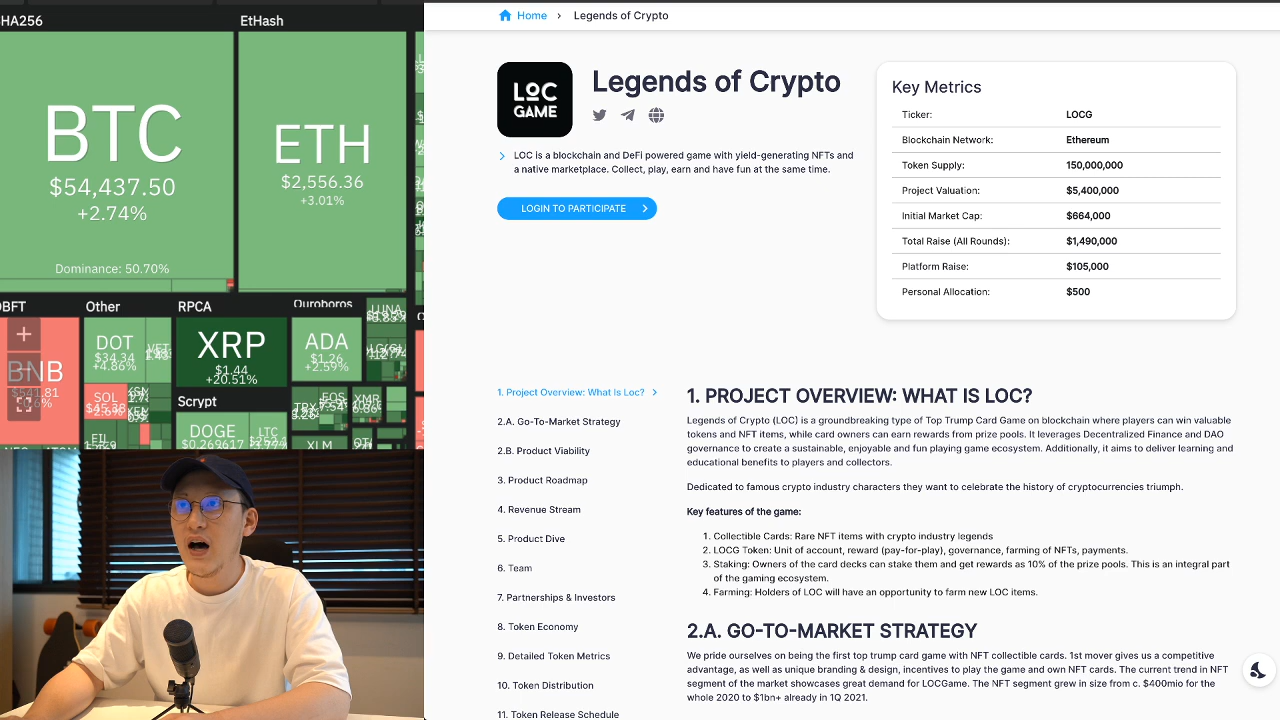 HA256
EtHash
BTC
$54,437.50
+2.74%
Dominance: 50.70%
ETH
$2,556.36
+3.01%
Other
RPCA
Ouroboros
LUNA
BNB
DOT
$34.34
+4.86%
XRP
$1.44
+20.51%
ADA
$1.26
+2.59%
SOL
Scrypt
DOGE
$0.269617
LTC
EOS
XMR
XLM
Home
Legends of Crypto
LOC
GAME
Legends of Crypto
LOC is a blockchain and DeFi powered game with yield-generating NFTs and
a native marketplace. Collect, play, earn and have fun at the same time.
LOGIN TO PARTICIPATE
Key Metrics
Ticker: LOCG
Blockchain Network: Ethereum
Token Supply: 150,000,000
Project Valuation: $5,400,000
Initial Market Cap: $664,000
Total Raise (All Rounds): $1,490,000
Platform Raise: $105,000
Personal Allocation: $500
1. Project Overview: What Is Loc?
2.A. Go-To-Market Strategy
2.B. Product Viability
3. Product Roadmap
4. Revenue Stream
5. Product Dive
6. Team
7. Partnerships & Investors
8. Token Economy
9. Detailed Token Metrics
10. Token Distribution
11. Token Release Schedule
1. PROJECT OVERVIEW: WHAT IS LOC?
Legends of Crypto (LOC) is a groundbreaking type of Top Trump Card Game on blockchain where players can win valuable
tokens and NFT items, while card owners can earn rewards from prize pools. It leverages Decentralized Finance and DAO
governance to create a sustainable, enjoyable and fun playing game ecosystem. Additionally, it aims to deliver learning and
educational benefits to players and collectors.
Dedicated to famous crypto industry characters they want to celebrate the history of cryptocurrencies triumph.
Key features of the game:
1. Collectible Cards: Rare NFT items with crypto industry legends
2. LOCG Token: Unit of account, reward (pay-for-play), governance, farming of NFTs, payments.
3. Staking: Owners of the card decks can stake them and get rewards as 10% of the prize pools. This is an integral part
of the gaming ecosystem.
4. Farming: Holders of LOC will have an opportunity to farm new LOC items.
2.A. GO-TO-MARKET STRATEGY
We pride ourselves on being the first top trump card game with NFT collectible cards. 1st mover gives us a competitive
advantage, as well as unique branding & design, incentives to play the game and own NFT cards. The current trend in NFT
segment of the market showcases great demand for LOCGame. The NFT segment grew in size from c. $400mio for the
whole 2020 to $1bn+ already in 1Q 2021.